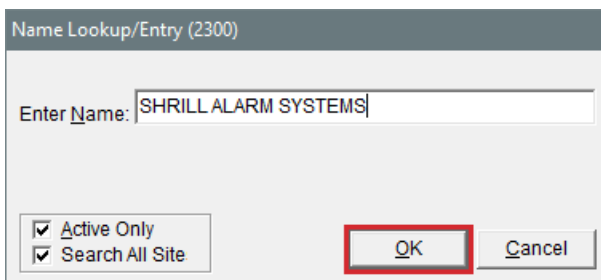 Name Lookup/Entry (2300)
Enter Name: SHRILL ALARM SYSTEMS
Active Only
Search All Site
OK Cancel